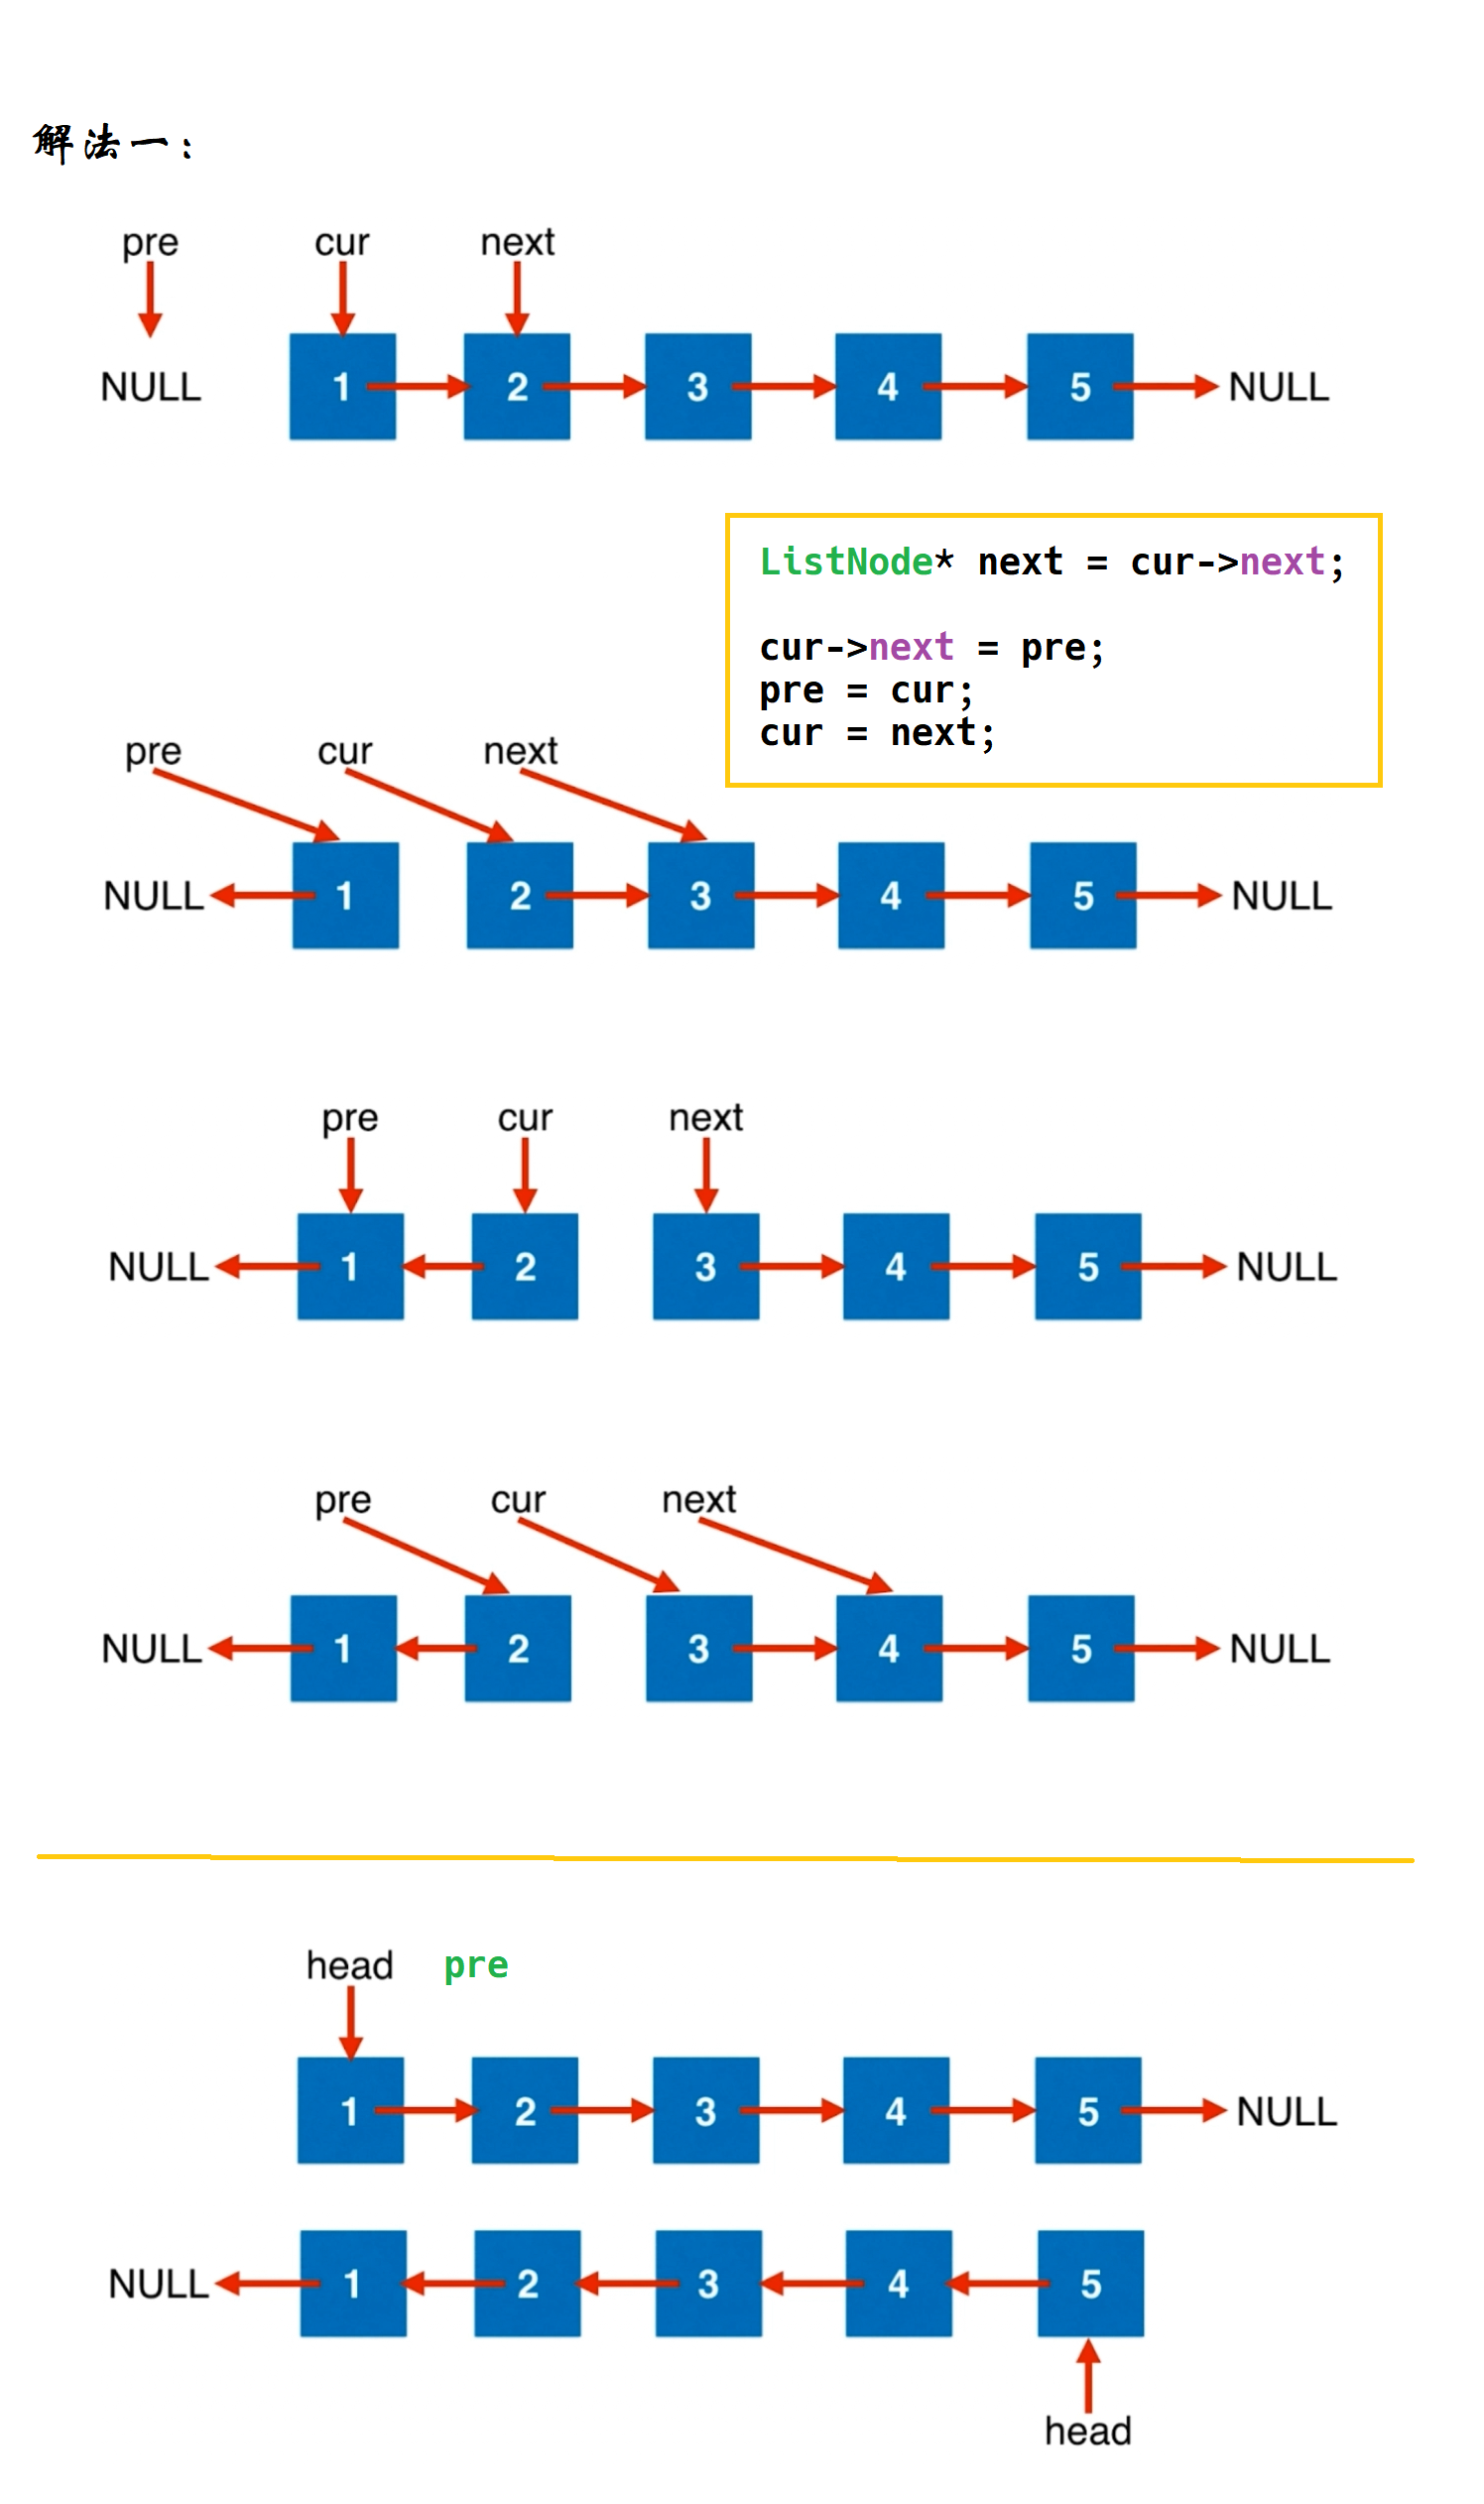 解法一：
pre cur next
NULL 1 2 3 4 5 NULL
ListNode* next = cur->next;
cur->next = pre;
pre = cur;
cur = next;
pre cur next
NULL 1 2 3 4 5 NULL
pre cur next
NULL 1 2 3 4 5 NULL
pre cur next
NULL 1 2 3 4 5 NULL
head pre
1 2 3 4 5 NULL
NULL 1 2 3 4 5
head